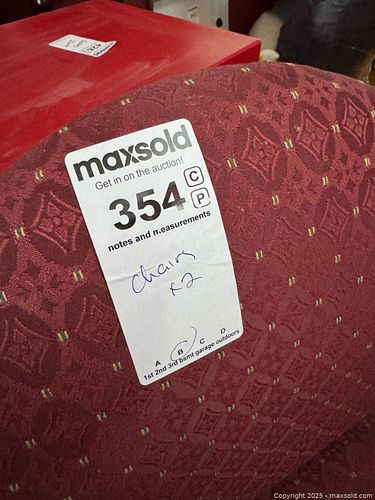 maxsold
Get in on the auction!
354 C
P
notes and measurements
chairs
x2
A B C D
1st 2nd 3rd bsmt garage outdoors
Copyright © 2025 - maxsold.com